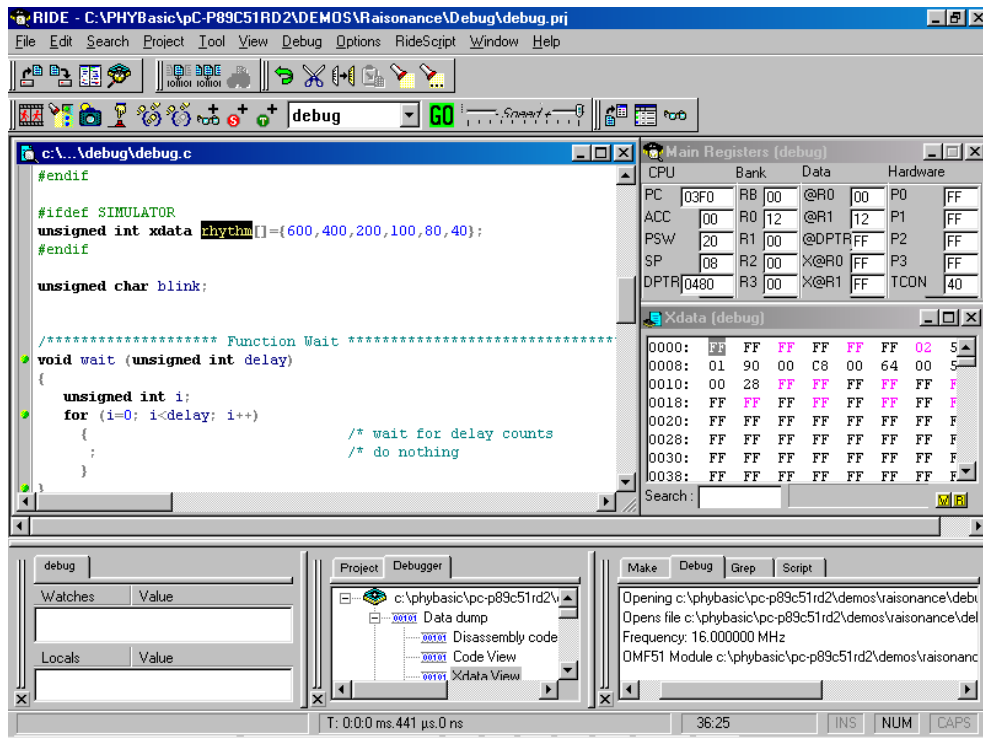 RIDE - C:\PHYBasic\pC-P89C51RD2\DEMOS\Raisonance\Debug\debug.prj
File Edit Search Project Tool View Debug Options RideScript Window Help
debug GO Speed +
c:\...\debug\debug.c
#endif
#ifdef SIMULATOR
unsigned int xdata rhythm[]={600,400,200,100,80,40};
#endif
unsigned char blink;
/******************** Function Wait ********************************
void wait (unsigned int delay)
{
unsigned int i;
for (i=0; i<delay; i++)
{ /* wait for delay counts
; /* do nothing
}
}
Main Registers (debug)
CPU Bank Data Hardware
PC 03F0 RB 00 @R0 00 P0 FF
ACC 00 R0 12 @R1 12 P1 FF
PSW 20 R1 00 @DPTR FF P2 FF
SP 08 R2 00 X@R0 FF P3 FF
DPTR 0480 R3 00 X@R1 FF TCON 40
Xdata (debug)
0000: FF FF FF FF FF FF 02 5
0008: 01 90 00 C8 00 64 00 5
0010: 00 28 FF FF FF FF FF F
0018: FF FF FF FF FF FF FF F
0020: FF FF FF FF FF FF FF F
0028: FF FF FF FF FF FF FF F
0030: FF FF FF FF FF FF FF F
0038: FF FF FF FF FF FF FF F
Search :
debug
Watches Value
Locals Value
Project Debugger
c:\phybasic\pc-p89c51rd2\
Data dump
Disassembly code
Code View
Xdata View
Make Debug Grep Script
Opening c:\phybasic\pc-p89c51rd2\demos\raisonance\debu
Opens file c:\phybasic\pc-p89c51rd2\demos\raisonance\del
Frequency: 16.000000 MHz
OMF51 Module c:\phybasic\pc-p89c51rd2\demos\raisonanc
T: 0:0:0 ms.441 µs.0 ns 36:25 INS NUM CAPS